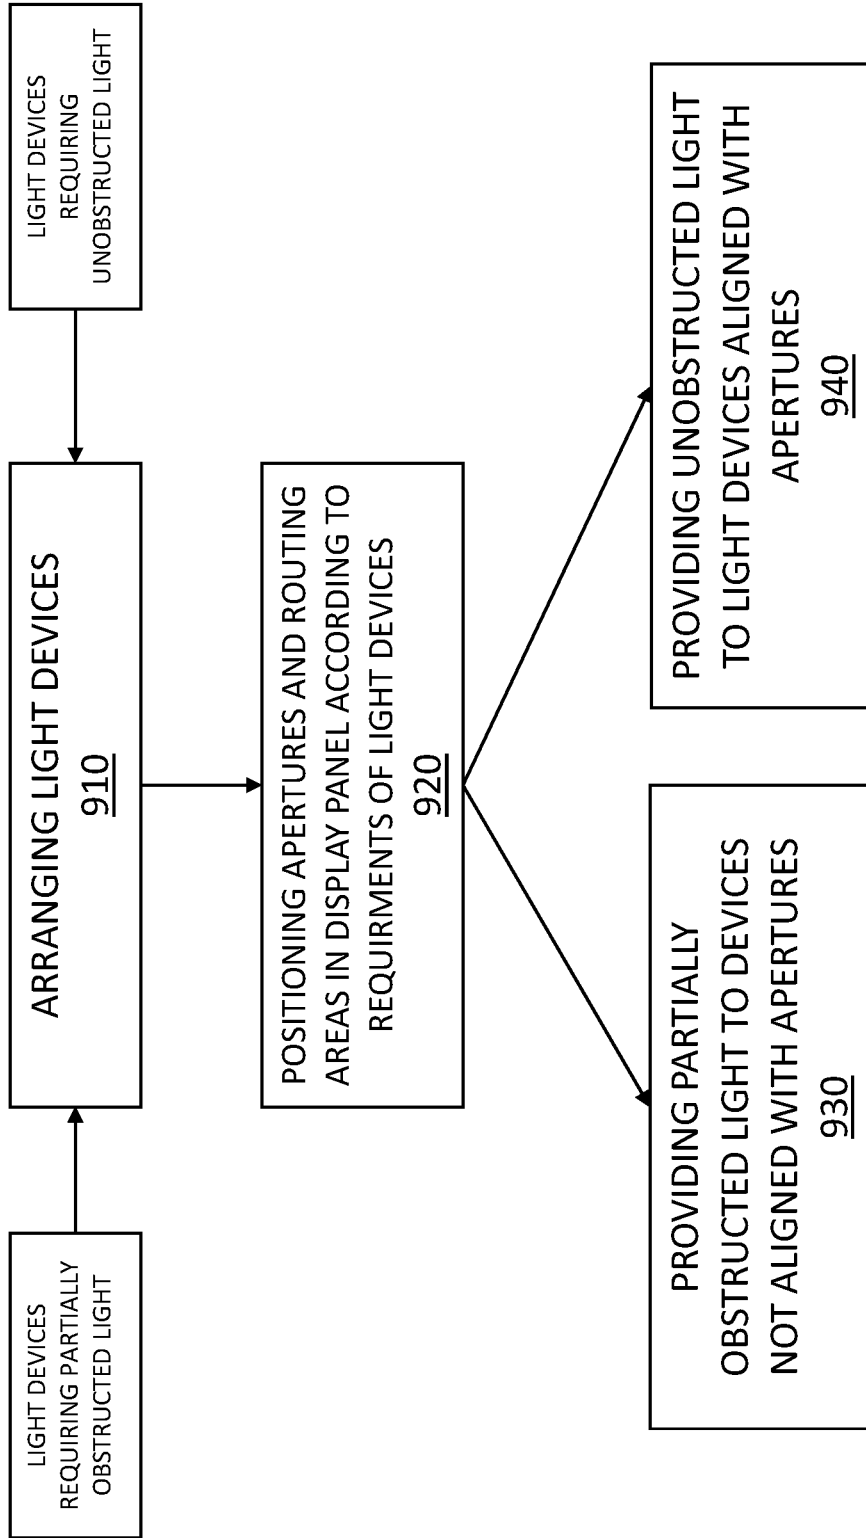 LIGHT DEVICES
REQUIRING PARTIALLY
OBSTRUCTED LIGHT
ARRANGING LIGHT DEVICES
910
LIGHT DEVICES
REQUIRING
UNOBSTRUCTED LIGHT
POSITIONING APERTURES AND ROUTING
AREAS IN DISPLAY PANEL ACCORDING TO
REQUIRMENTS OF LIGHT DEVICES
920
PROVIDING PARTIALLY
OBSTRUCTED LIGHT TO DEVICES
NOT ALIGNED WITH APERTURES
930
PROVIDING UNOBSTRUCTED LIGHT
TO LIGHT DEVICES ALIGNED WITH
APERTURES
940